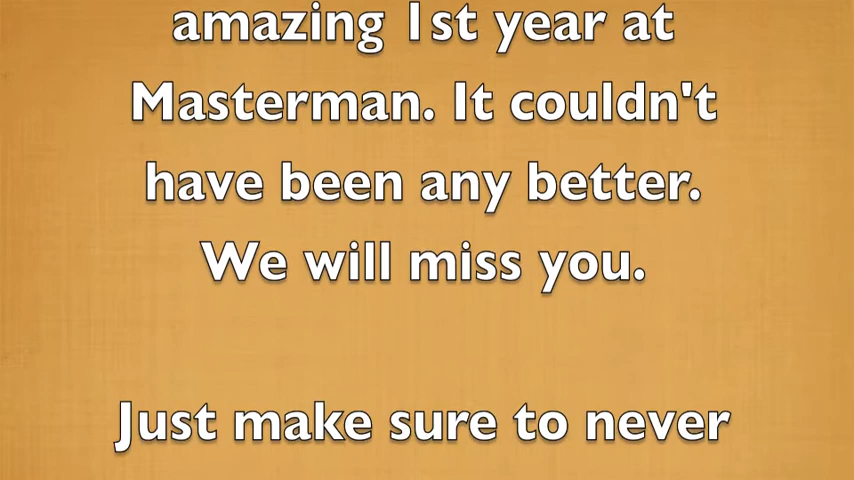 amazing 1st year at
Masterman. It couldn't
have been any better.
We will miss you.
Just make sure to never